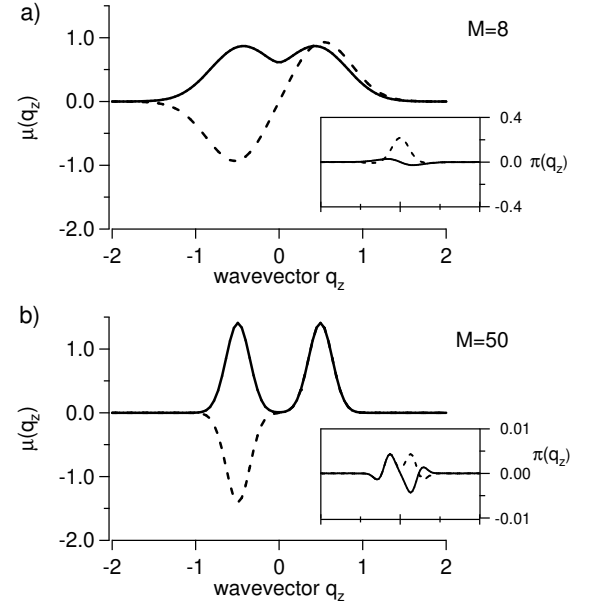 a)
M=8
μ(q_z)
1.0
0.0
-1.0
-2.0
0.4
0.0
-0.4
π(q_z)
-2
-1
0
1
2
wavevector q_z
b)
M=50
μ(q_z)
1.0
0.0
-1.0
-2.0
0.01
0.00
-0.01
π(q_z)
-2
-1
0
1
2
wavevector q_z